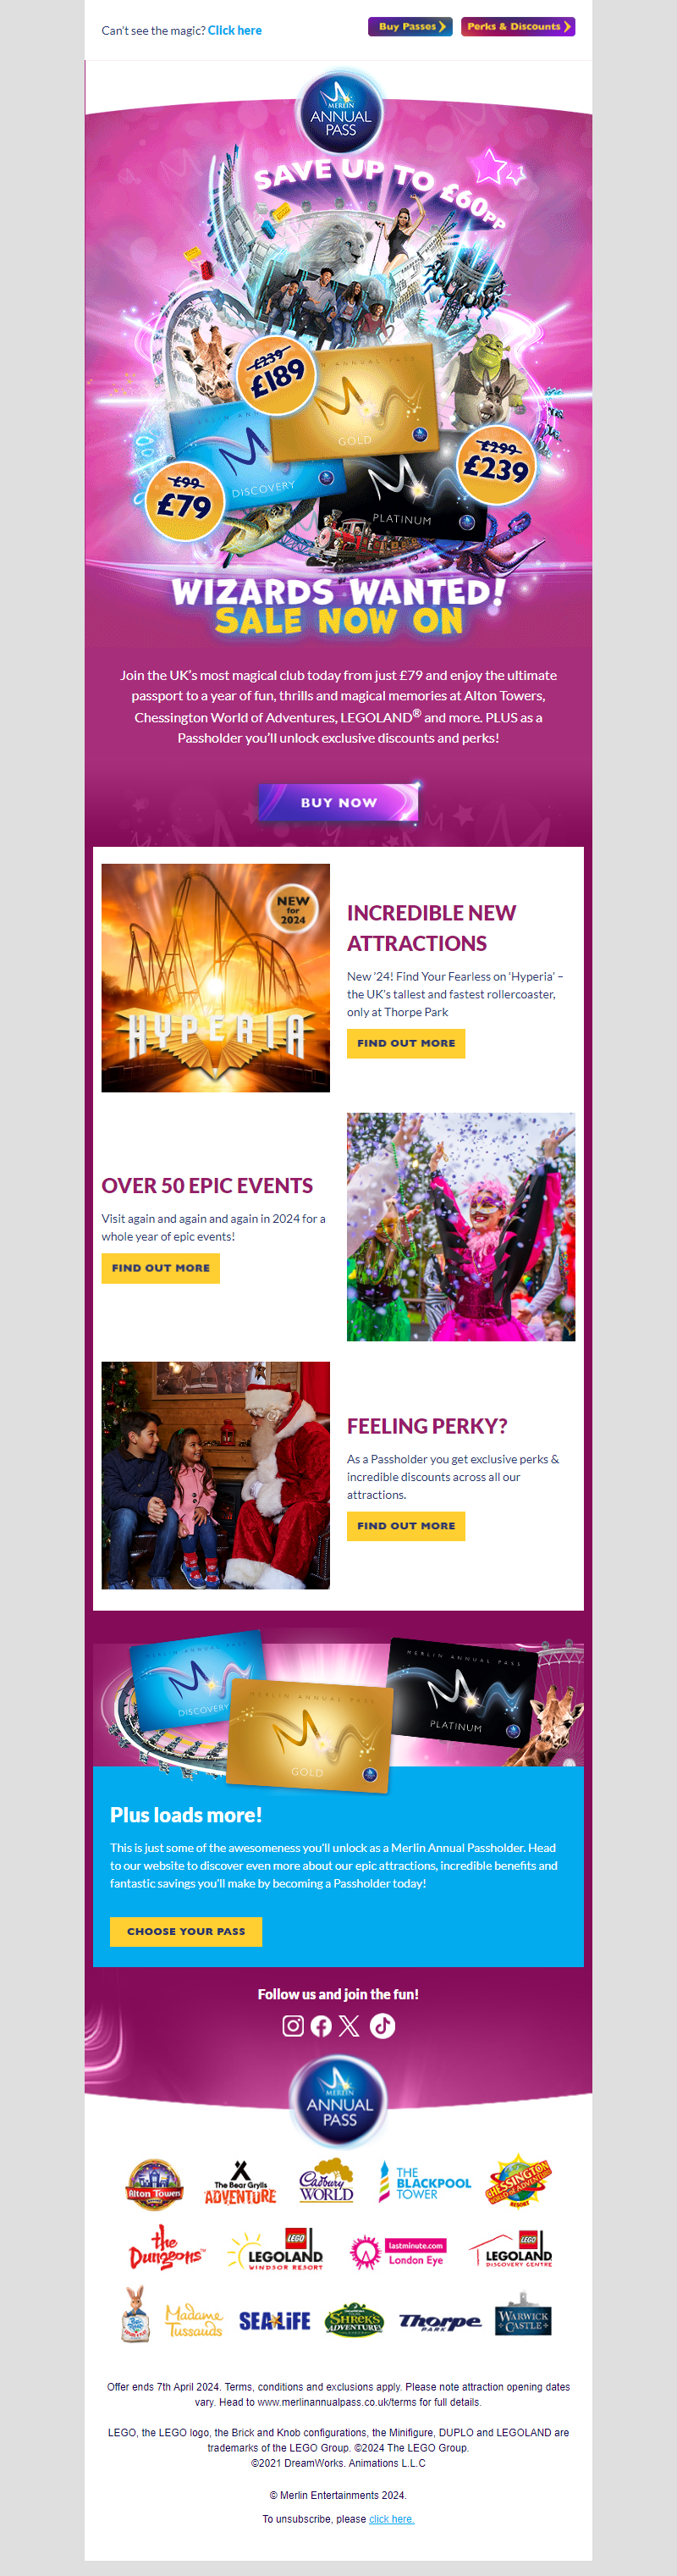 Can't see the magic? Click here
Buy Passes
Perks & Discounts
MERLIN
ANNUAL
PASS
SAVE UP TO £60PP
£239
£189
MERLIN ANNUAL PASS
GOLD
£299
£239
£99
£79
DISCOVERY
PLATINUM
WIZARDS WANTED!
SALE NOW ON
Join the UK's most magical club today from just £79 and enjoy the ultimate
passport to a year of fun, thrills and magical memories at Alton Towers,
Chessington World of Adventures, LEGOLAND® and more. PLUS as a
Passholder you'll unlock exclusive discounts and perks!
BUY NOW
NEW
for
2024
HYPERIA
INCREDIBLE NEW
ATTRACTIONS
New '24! Find Your Fearless on 'Hyperia' –
the UK's tallest and fastest rollercoaster,
only at Thorpe Park
FIND OUT MORE
OVER 50 EPIC EVENTS
Visit again and again and again in 2024 for a
whole year of epic events!
FIND OUT MORE
FEELING PERKY?
As a Passholder you get exclusive perks &
incredible discounts across all our
attractions.
FIND OUT MORE
MERLIN ANNUAL PASS
DISCOVERY
MERLIN ANNUAL PASS
PLATINUM
MERLIN ANNUAL PASS
GOLD
Plus loads more!
This is just some of the awesomeness you'll unlock as a Merlin Annual Passholder. Head
to our website to discover even more about our epic attractions, incredible benefits and
fantastic savings you'll make by becoming a Passholder today!
CHOOSE YOUR PASS
Follow us and join the fun!
MERLIN
ANNUAL
PASS
Alton Towers
The Bear Grylls
ADVENTURE
Cadbury
WORLD
THE
BLACKPOOL
TOWER
CHESSINGTON
WORLD OF ADVENTURES
RESORT
the
Dungeons
LEGO
LEGOLAND
WINDSOR RESORT
lastminute.com
London Eye
LEGO
LEGOLAND
DISCOVERY CENTRE
Madame
Tussauds
SEA LIFE
SHREK'S
ADVENTURE!
THORPE
PARK
WARWICK
CASTLE
Offer ends 7th April 2024. Terms, conditions and exclusions apply. Please note attraction opening dates
vary. Head to www.merlinannualpass.co.uk/terms for full details.
LEGO, the LEGO logo, the Brick and Knob configurations, the Minifigure, DUPLO and LEGOLAND are
trademarks of the LEGO Group. ©2024 The LEGO Group.
©2021 DreamWorks. Animations L.L.C
© Merlin Entertainments 2024.
To unsubscribe, please click here.